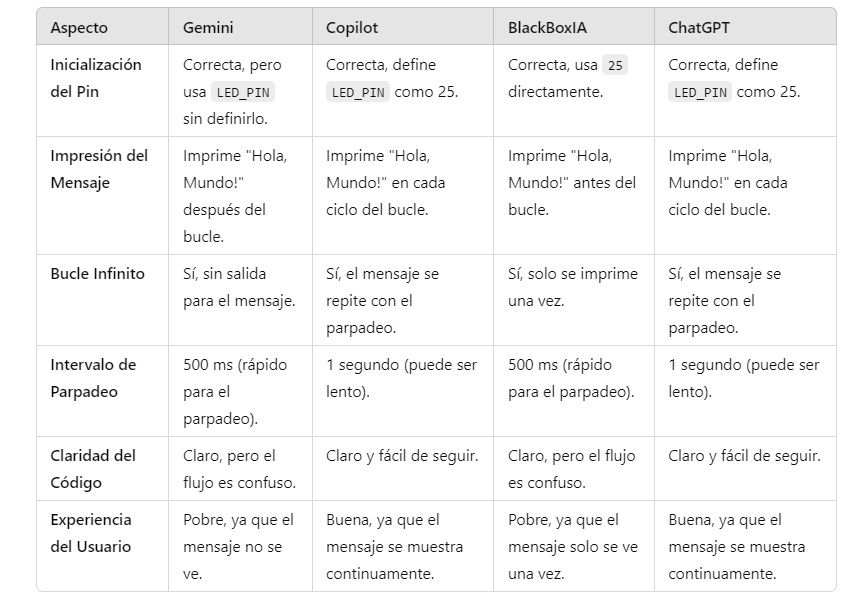 Aspecto Gemini Copilot BlackBoxIA ChatGPT
Inicialización Correcta, pero Correcta, define Correcta, usa 25 Correcta, define
del Pin usa LED_PIN LED_PIN como 25. directamente. LED_PIN como 25.
sin definirlo.
Impresión del Imprime "Hola, Imprime "Hola, Imprime "Hola, Imprime "Hola,
Mensaje Mundo!" Mundo!" en cada Mundo!" antes del Mundo!" en cada
después del ciclo del bucle. bucle. ciclo del bucle.
bucle.
Bucle Infinito Sí, sin salida Sí, el mensaje se Sí, solo se imprime Sí, el mensaje se
para el mensaje. repite con el una vez. repite con el
parpadeo. parpadeo.
Intervalo de 500 ms (rápido 1 segundo (puede ser 500 ms (rápido 1 segundo (puede ser
Parpadeo para el lento). para el parpadeo). lento).
parpadeo).
Claridad del Claro, pero el Claro y fácil de seguir. Claro, pero el flujo Claro y fácil de seguir.
Código flujo es confuso. es confuso.
Experiencia Pobre, ya que el Buena, ya que el Pobre, ya que el Buena, ya que el
del Usuario mensaje no se mensaje se muestra mensaje solo se ve mensaje se muestra
ve. continuamente. una vez. continuamente.